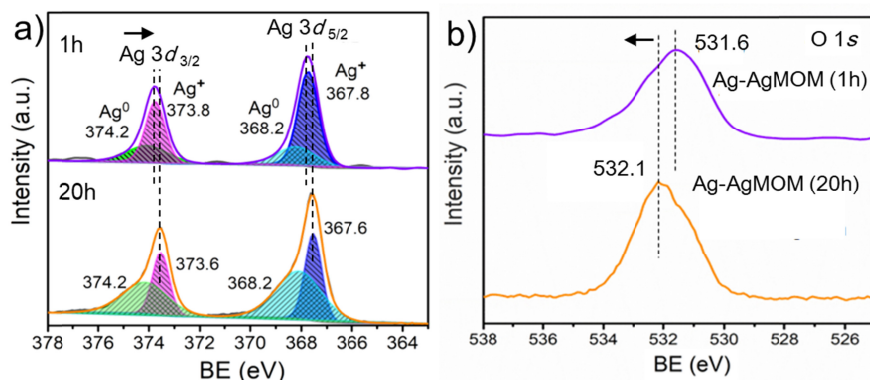 a)
1h
Ag 3d3/2
Ag 3d5/2
Ag0
374.2
Ag+
373.8
Ag0
368.2
Ag+
367.8
20h
374.2
373.6
368.2
367.6
Intensity (a.u.)
378 376 374 372 370 368 366 364
BE (eV)
b)
531.6
O 1s
Ag-AgMOM (1h)
532.1
Ag-AgMOM (20h)
Intensity (a.u.)
538 536 534 532 530 528 526
BE (eV)